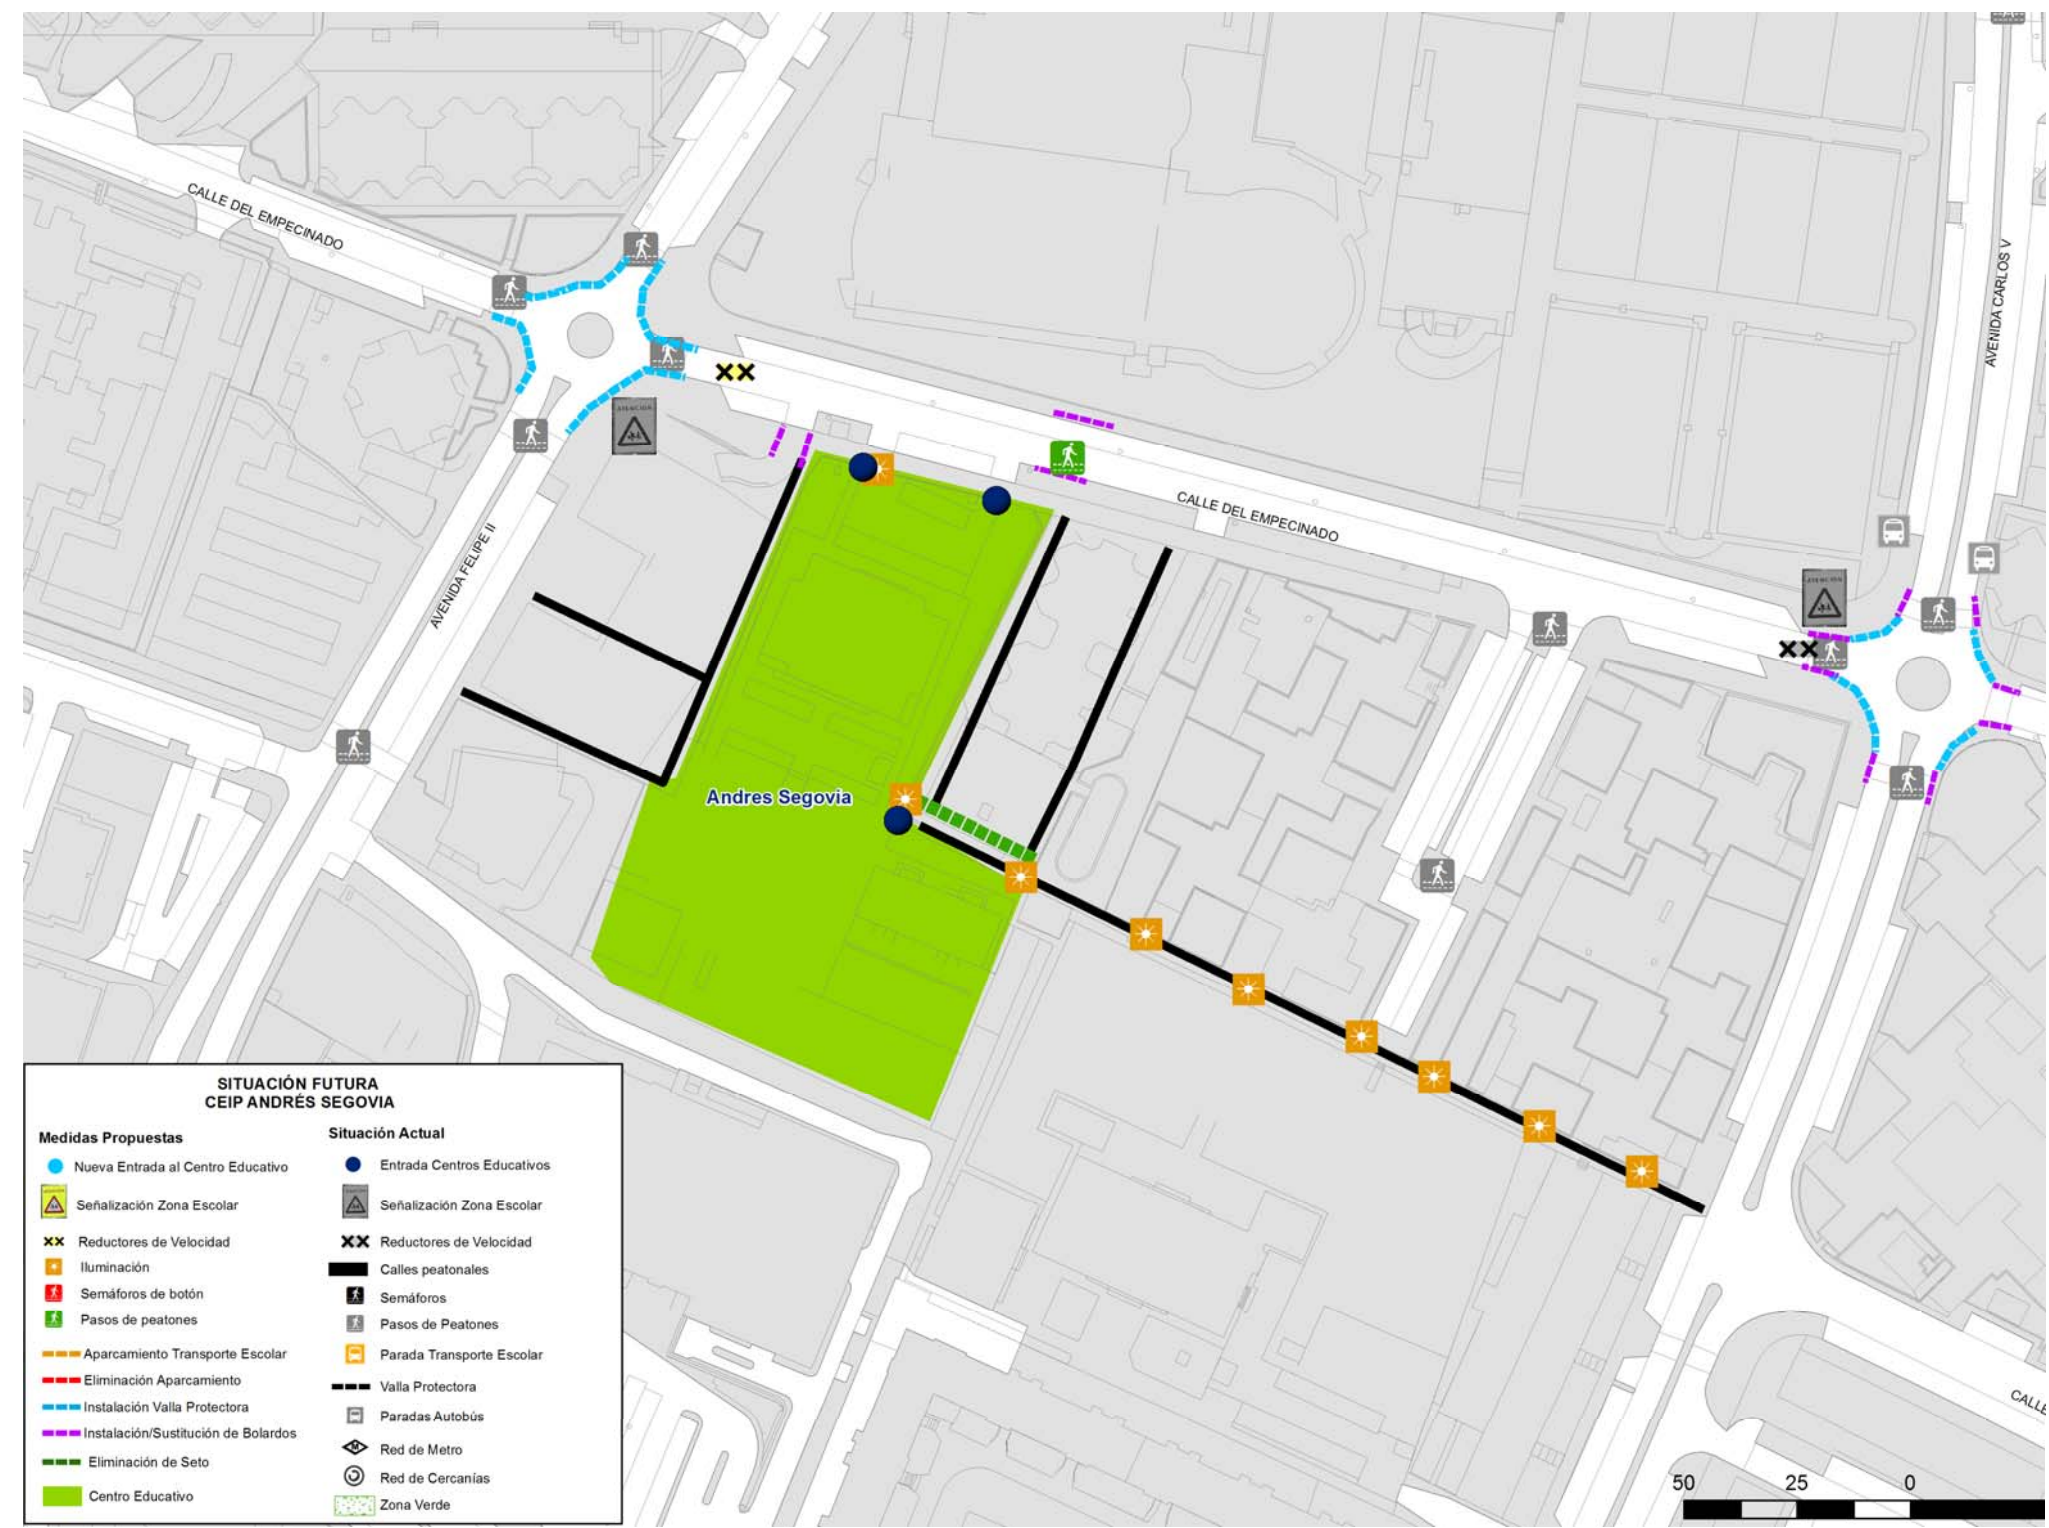 CALLE DEL EMPECINADO
AVENIDA CARLOS V
ATENCION
CALLE DEL EMPECINADO
AVENIDA FELIPE II
ATENCION
Andres Segovia
SITUACIÓN FUTURA
CEIP ANDRÉS SEGOVIA
Medidas Propuestas
Nueva Entrada al Centro Educativo
Señalización Zona Escolar
Reductores de Velocidad
Iluminación
Semáforos de botón
Pasos de peatones
Aparcamiento Transporte Escolar
Eliminación Aparcamiento
Instalación Valla Protectora
Instalación/Sustitución de Bolardos
Eliminación de Seto
Centro Educativo
Situación Actual
Entrada Centros Educativos
Señalización Zona Escolar
Reductores de Velocidad
Calles peatonales
Semáforos
Pasos de Peatones
Parada Transporte Escolar
Valla Protectora
Paradas Autobús
M Red de Metro
Red de Cercanías
Zona Verde
CALLE
50 25 0